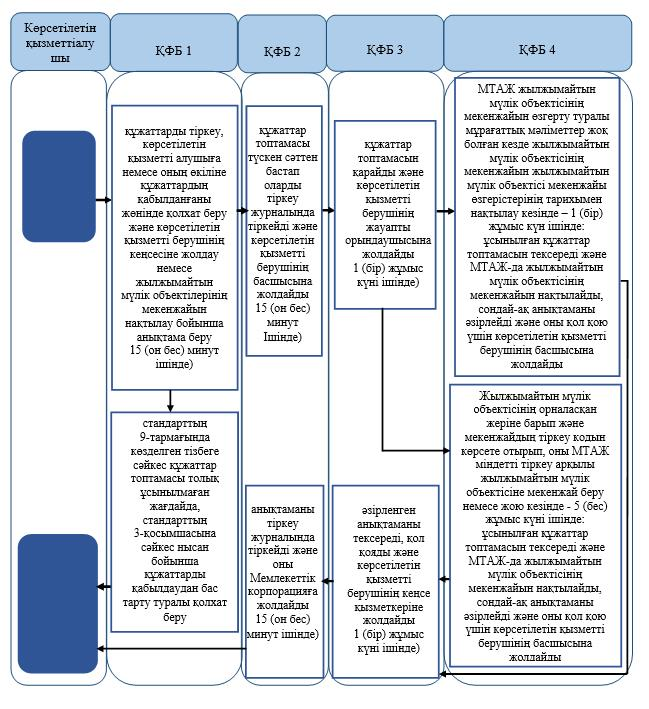 Көрсетілетін
қызметтіалу
шы
ҚФБ 1
ҚФБ 2
ҚФБ 3
ҚФБ 4
құжаттарды тіркеу,
көрсетілетін
қызметті алушыға
немесе оның өкіліне
құжаттардың
қабылданғаны
жөнінде қолхат беру
және көрсетілетін
қызметті берушінің
кеңсесіне жолдау
немесе
жылжымайтын
мүлік объектілерінің
мекенжайын
нақтылау бойынша
анықтама беру
15 (он бес) минут
ішінде)
құжаттар
топтамасы
түскен сәттен
бастап
оларды
тіркеу
журналында
тіркейді және
көрсетілетін
қызметті
берушінің
басшысына
жолдайды
15 (он бес)
минут
Ішінде)
құжаттар
топтамасын
қарайды және
көрсетілетін
қызметті
берушінің
жауапты
орындаушысына
жолдайды
1 (бір) жұмыс
күні ішінде)
МТАЖ жылжымайтын
мүлік объектісінің
мекенжайын өзгерту туралы
мұрағаттық мәліметтер жоқ
болған кезде жылжымайтын
мүлік объектісінің
мекенжайын жылжымайтын
мүлік объектісі мекенжайы
өзгерістерінің тарихымен
нақтылау кезінде – 1 (бір)
жұмыс күн ішінде:
ұсынылған құжаттар
топтамасын тексереді және
МТАЖ-да жылжымайтын
мүлік объектісінің
мекенжайын нақтылайды,
сондай-ақ анықтаманы
әзірлейді және оны қол қою
үшін көрсетілетін қызметті
берушінің басшысына
жолдайды
стандарттың
9-тармағында
көзделген тізбеге
сәйкес құжаттар
топтамасы толық
ұсынылмаған
жағдайда,
стандарттың
3-қосымшасына
сәйкес нысан
бойынша
құжаттарды
қабылдаудан бас
тарту туралы қолхат
беру
анықтаманы
тіркеу
журналында
тіркейді және
оны
Мемлекеттік
корпорацияға
жолдайды
15 (он бес)
минут ішінде)
әзірленген
анықтаманы
тексереді, қол
қояды және
көрсетілетін
қызметті
берушінің кеңсе
қызметкеріне
жолдайды
1 (бір) жұмыс
күні ішінде)
Жылжымайтын мүлік
объектісінің орналасқан
жеріне барып және
мекенжайдың тіркеу кодын
көрсете отырып, оны МТАЖ
міндетті тіркеу арқылы
жылжымайтын мүлік
объектісіне мекенжай беру
немесе жою кезінде - 5 (бес)
жұмыс күні ішінде:
ұсынылған құжаттар
топтамасын тексереді және
МТАЖ-да жылжымайтын
мүлік объектісінің
мекенжайын нақтылайды,
сондай-ақ анықтаманы
әзірлейді және оны қол қою
үшін көрсетілетін қызметті
берушінің басшысына
жолдайды